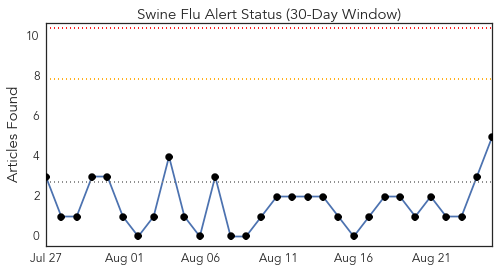 Swine Flu Alert Status (30-Day Window)
Articles Found
10
8
6
4
2
0
Jul 27
Aug 01
Aug 06
Aug 11
Aug 16
Aug 21